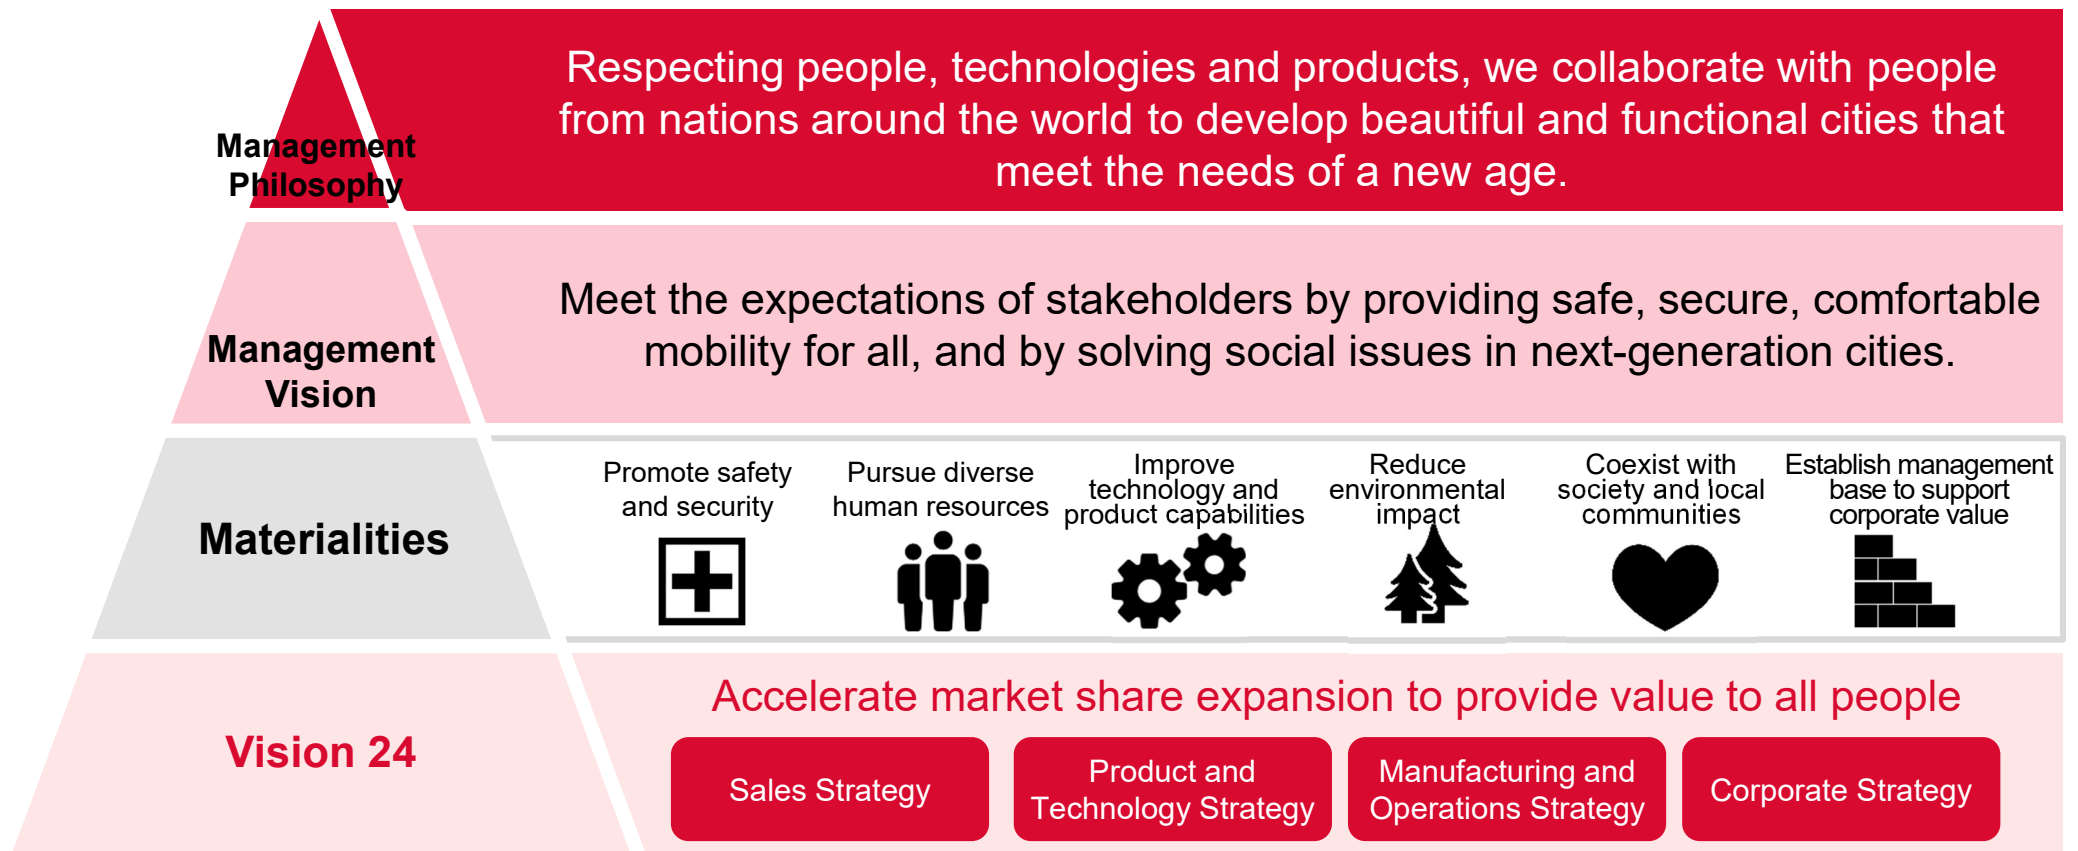 Management
Philosophy
Respecting people, technologies and products, we collaborate with people
from nations around the world to develop beautiful and functional cities that
meet the needs of a new age.
Management
Vision
Meet the expectations of stakeholders by providing safe, secure, comfortable
mobility for all, and by solving social issues in next-generation cities.
Materialities
Promote safety
and security
Pursue diverse
human resources
Improve
technology and
product capabilities
Reduce
environmental
impact
Coexist with
society and local
communities
Establish management
base to support
corporate value
Vision 24
Accelerate market share expansion to provide value to all people
Sales Strategy
Product and
Technology Strategy
Manufacturing and
Operations Strategy
Corporate Strategy